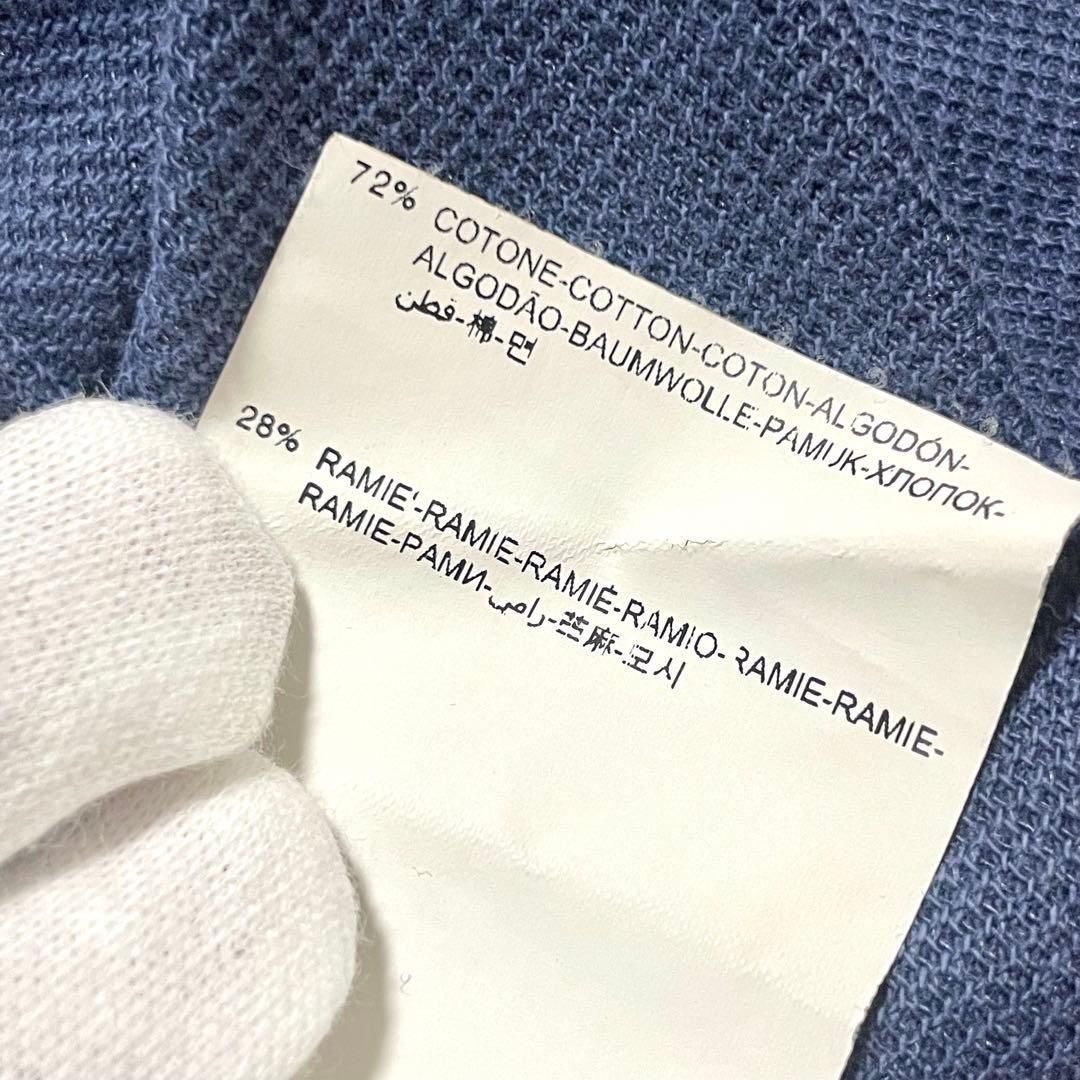 72% COTONE-COTTON-COTON-ALGODÓN-
ALGODÃO-BAUMWOLLE-PAMUK-ХЛОПОК-
قطن-棉-면
28% RAMIE-RAMIE-RAMIÉ-RAMIO-RAMIE-RAMIE-
RAMIE-РАМИ-رامي-苎麻-모시